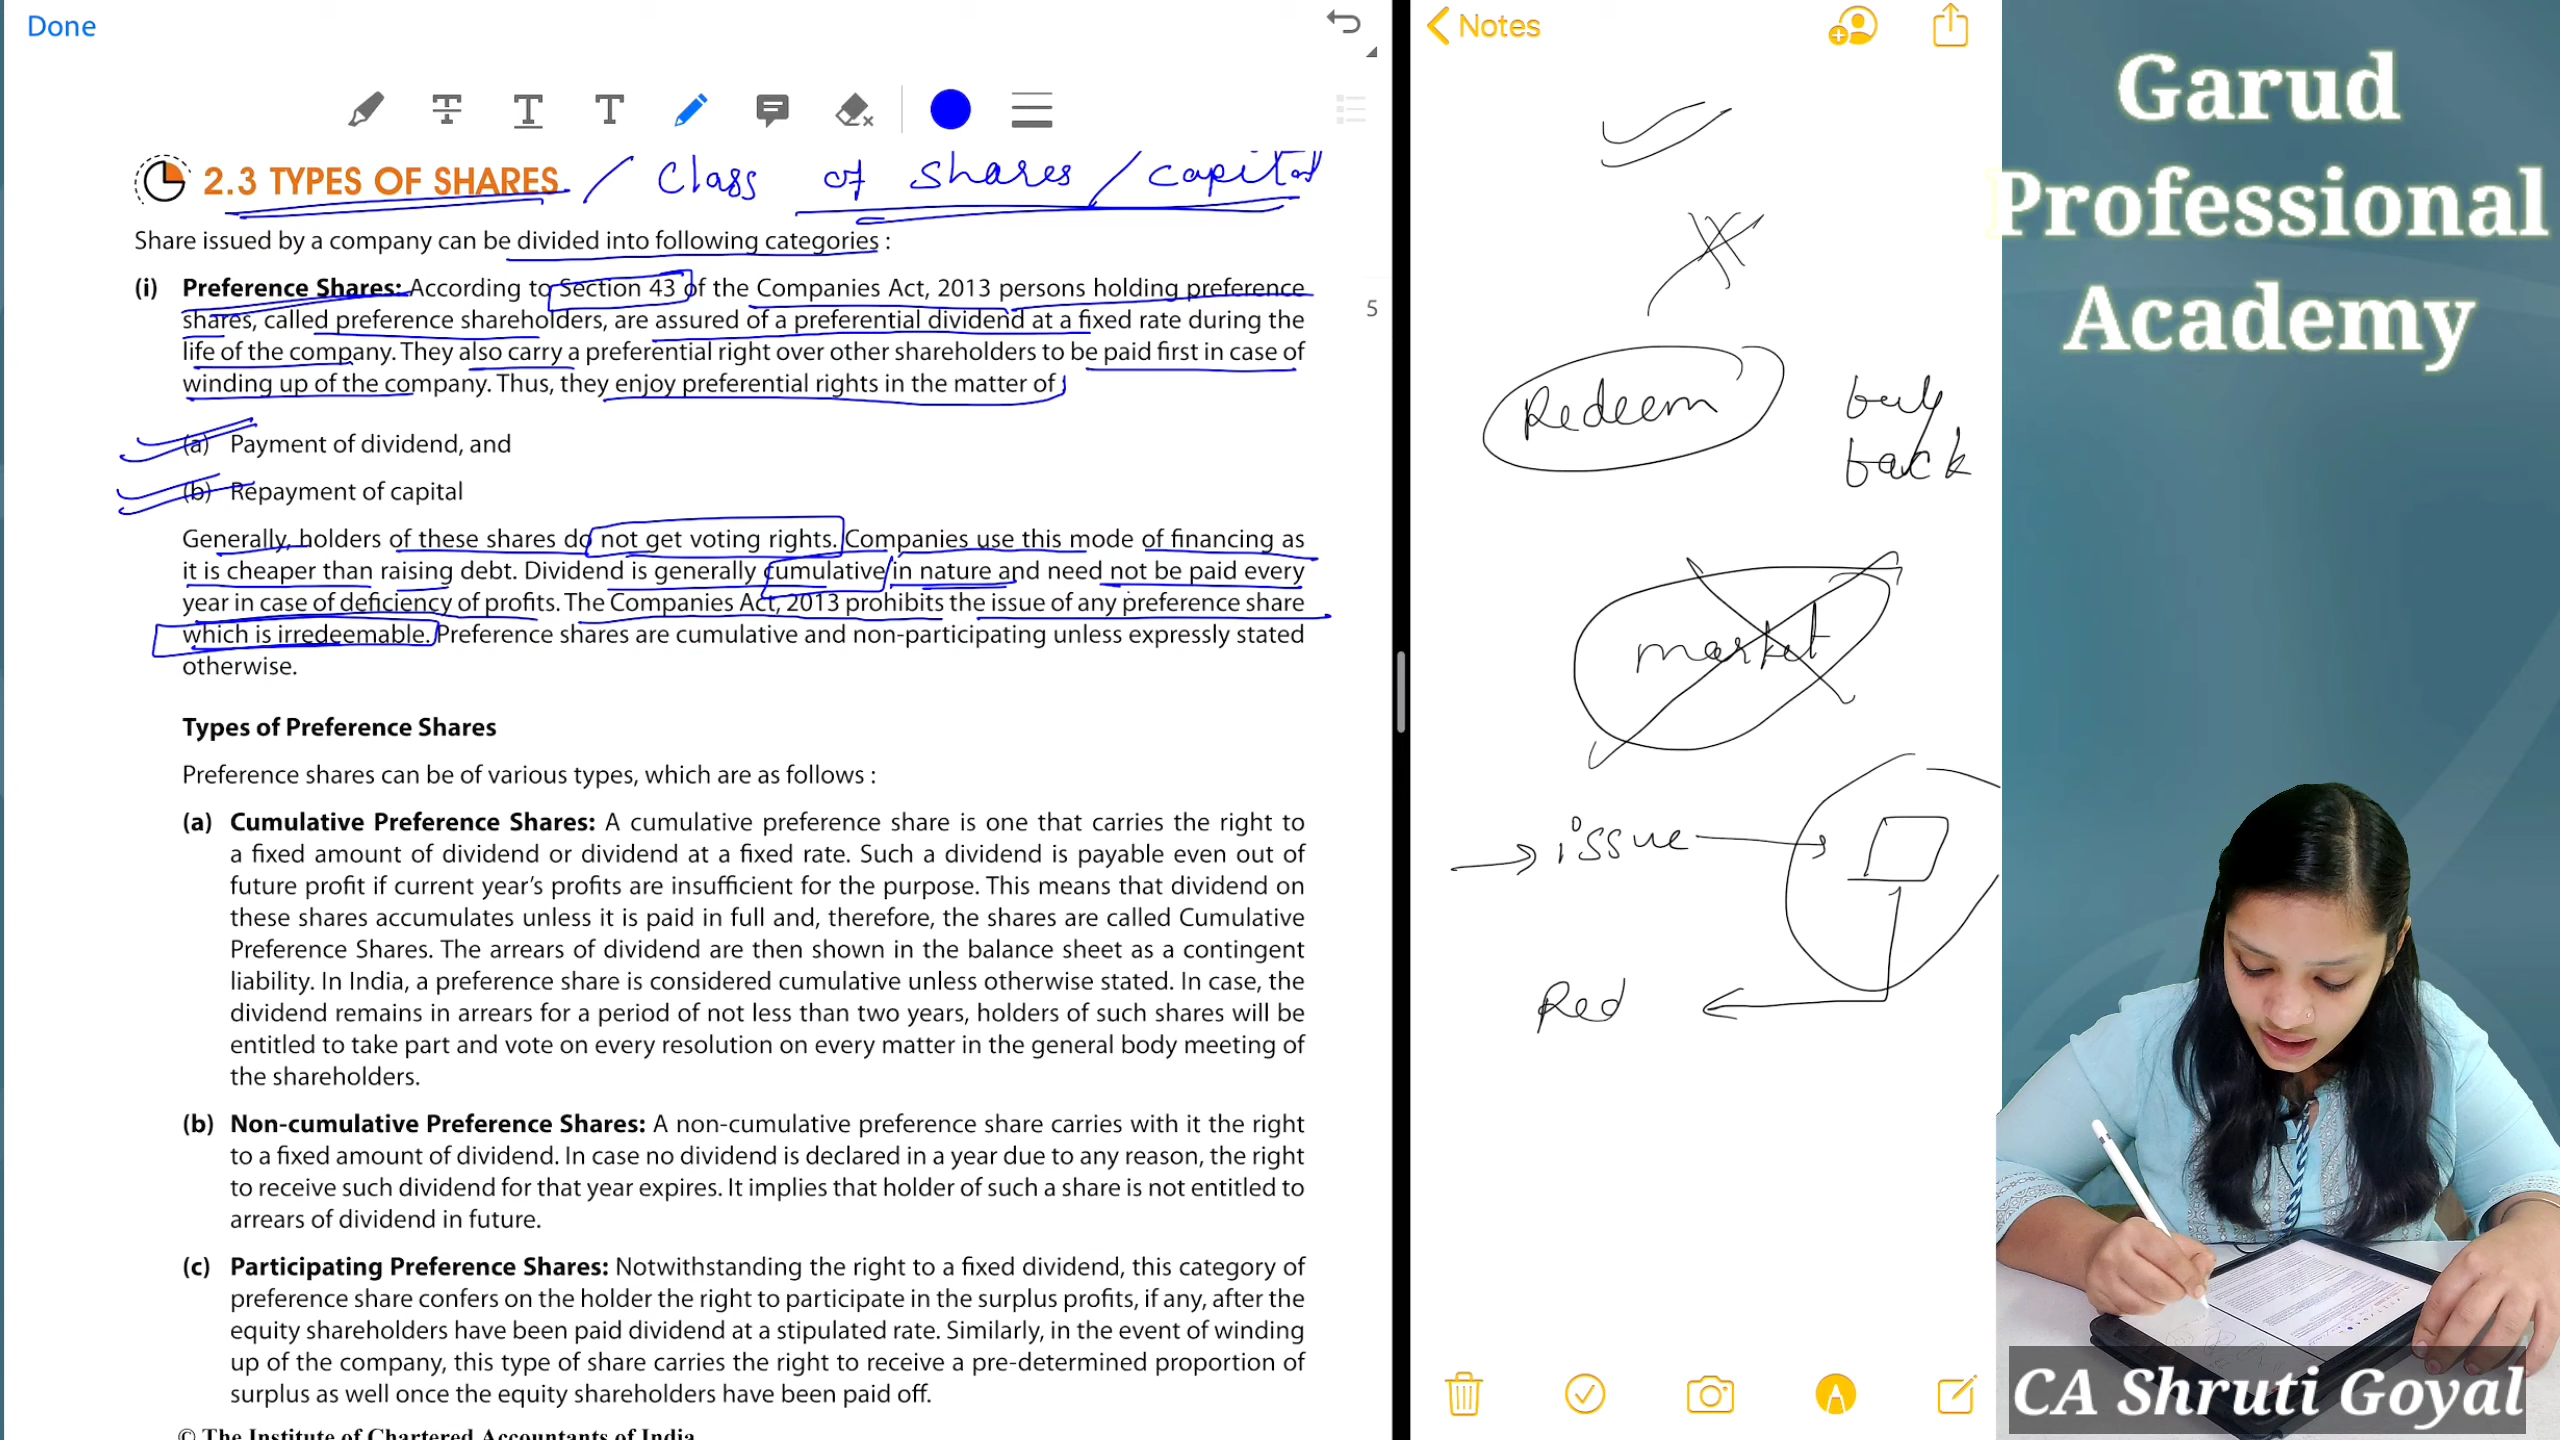 Done
2.3 TYPES OF SHARES / Class of shares / capital
Share issued by a company can be divided into following categories :
(i) Preference Shares: According to Section 43 of the Companies Act, 2013 persons holding preference
shares, called preference shareholders, are assured of a preferential dividend at a fixed rate during the
life of the company. They also carry a preferential right over other shareholders to be paid first in case of
winding up of the company. Thus, they enjoy preferential rights in the matter of
(a) Payment of dividend, and
(b) Repayment of capital
Generally, holders of these shares do not get voting rights. Companies use this mode of financing as
it is cheaper than raising debt. Dividend is generally cumulative in nature and need not be paid every
year in case of deficiency of profits. The Companies Act, 2013 prohibits the issue of any preference share
which is irredeemable. Preference shares are cumulative and non-participating unless expressly stated
otherwise.
Types of Preference Shares
Preference shares can be of various types, which are as follows :
(a) Cumulative Preference Shares: A cumulative preference share is one that carries the right to
a fixed amount of dividend or dividend at a fixed rate. Such a dividend is payable even out of
future profit if current year's profits are insufficient for the purpose. This means that dividend on
these shares accumulates unless it is paid in full and, therefore, the shares are called Cumulative
Preference Shares. The arrears of dividend are then shown in the balance sheet as a contingent
liability. In India, a preference share is considered cumulative unless otherwise stated. In case, the
dividend remains in arrears for a period of not less than two years, holders of such shares will be
entitled to take part and vote on every resolution on every matter in the general body meeting of
the shareholders.
(b) Non-cumulative Preference Shares: A non-cumulative preference share carries with it the right
to a fixed amount of dividend. In case no dividend is declared in a year due to any reason, the right
to receive such dividend for that year expires. It implies that holder of such a share is not entitled to
arrears of dividend in future.
(c) Participating Preference Shares: Notwithstanding the right to a fixed dividend, this category of
preference share confers on the holder the right to participate in the surplus profits, if any, after the
equity shareholders have been paid dividend at a stipulated rate. Similarly, in the event of winding
up of the company, this type of share carries the right to receive a pre-determined proportion of
surplus as well once the equity shareholders have been paid off.
© The Institute of Chartered Accountants of India
5
Notes
Redeem
buy
back
market
issue
Red
Garud
Professional
Academy
CA Shruti Goyal